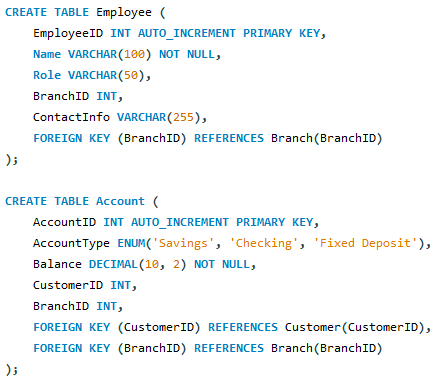 CREATE TABLE Employee (
    EmployeeID INT AUTO_INCREMENT PRIMARY KEY,
    Name VARCHAR(100) NOT NULL,
    Role VARCHAR(50),
    BranchID INT,
    ContactInfo VARCHAR(255),
    FOREIGN KEY (BranchID) REFERENCES Branch(BranchID)
);

CREATE TABLE Account (
    AccountID INT AUTO_INCREMENT PRIMARY KEY,
    AccountType ENUM('Savings', 'Checking', 'Fixed Deposit'),
    Balance DECIMAL(10, 2) NOT NULL,
    CustomerID INT,
    BranchID INT,
    FOREIGN KEY (CustomerID) REFERENCES Customer(CustomerID),
    FOREIGN KEY (BranchID) REFERENCES Branch(BranchID)
);